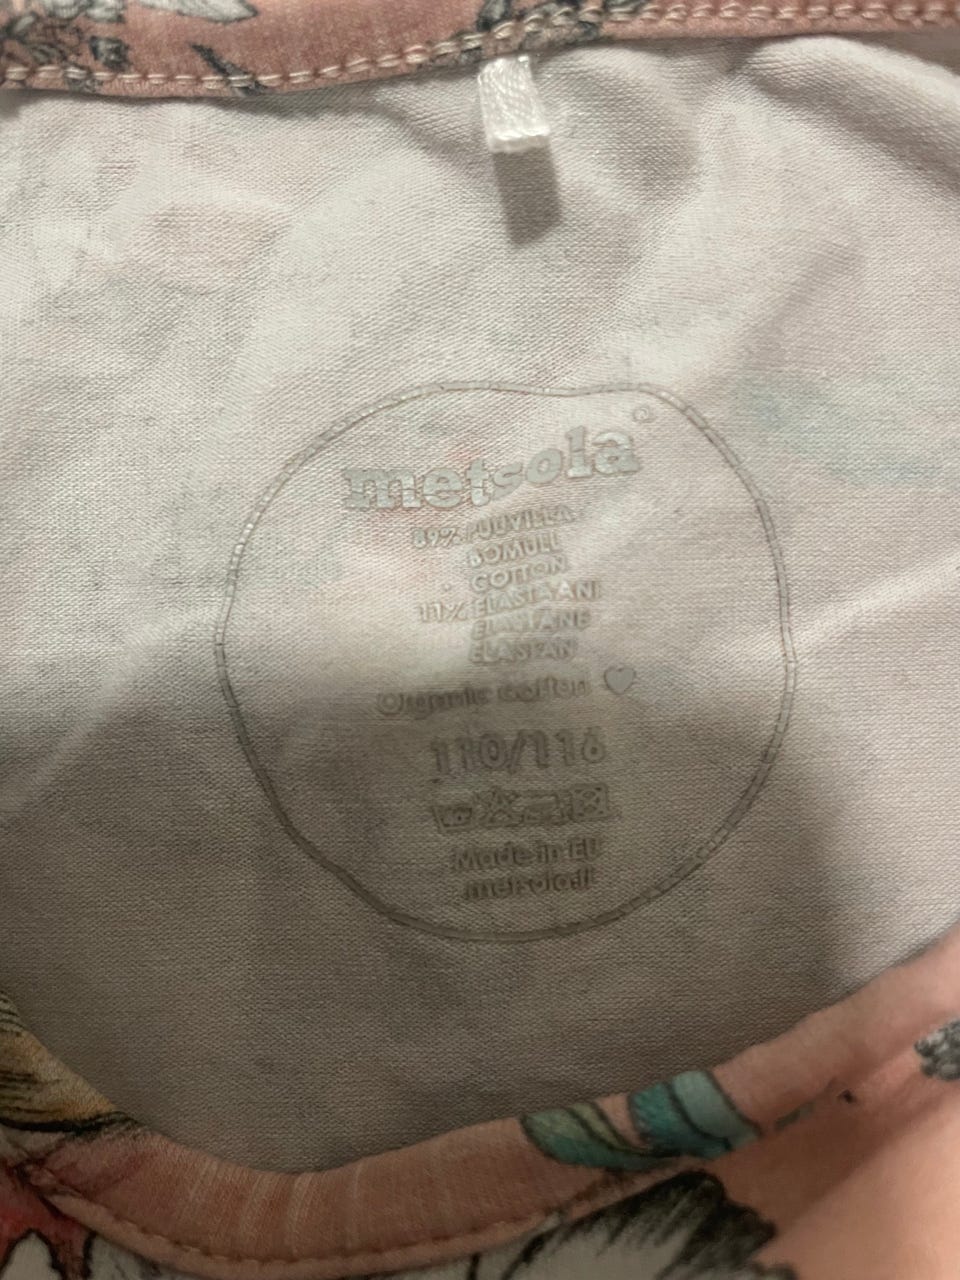 metsola®
89% PUUVILLA
BOMULL
COTTON
11% ELASTAANI
ELASTANE
ELASTAN
Organic cotton
110/116
Made in EU
metsola.fi